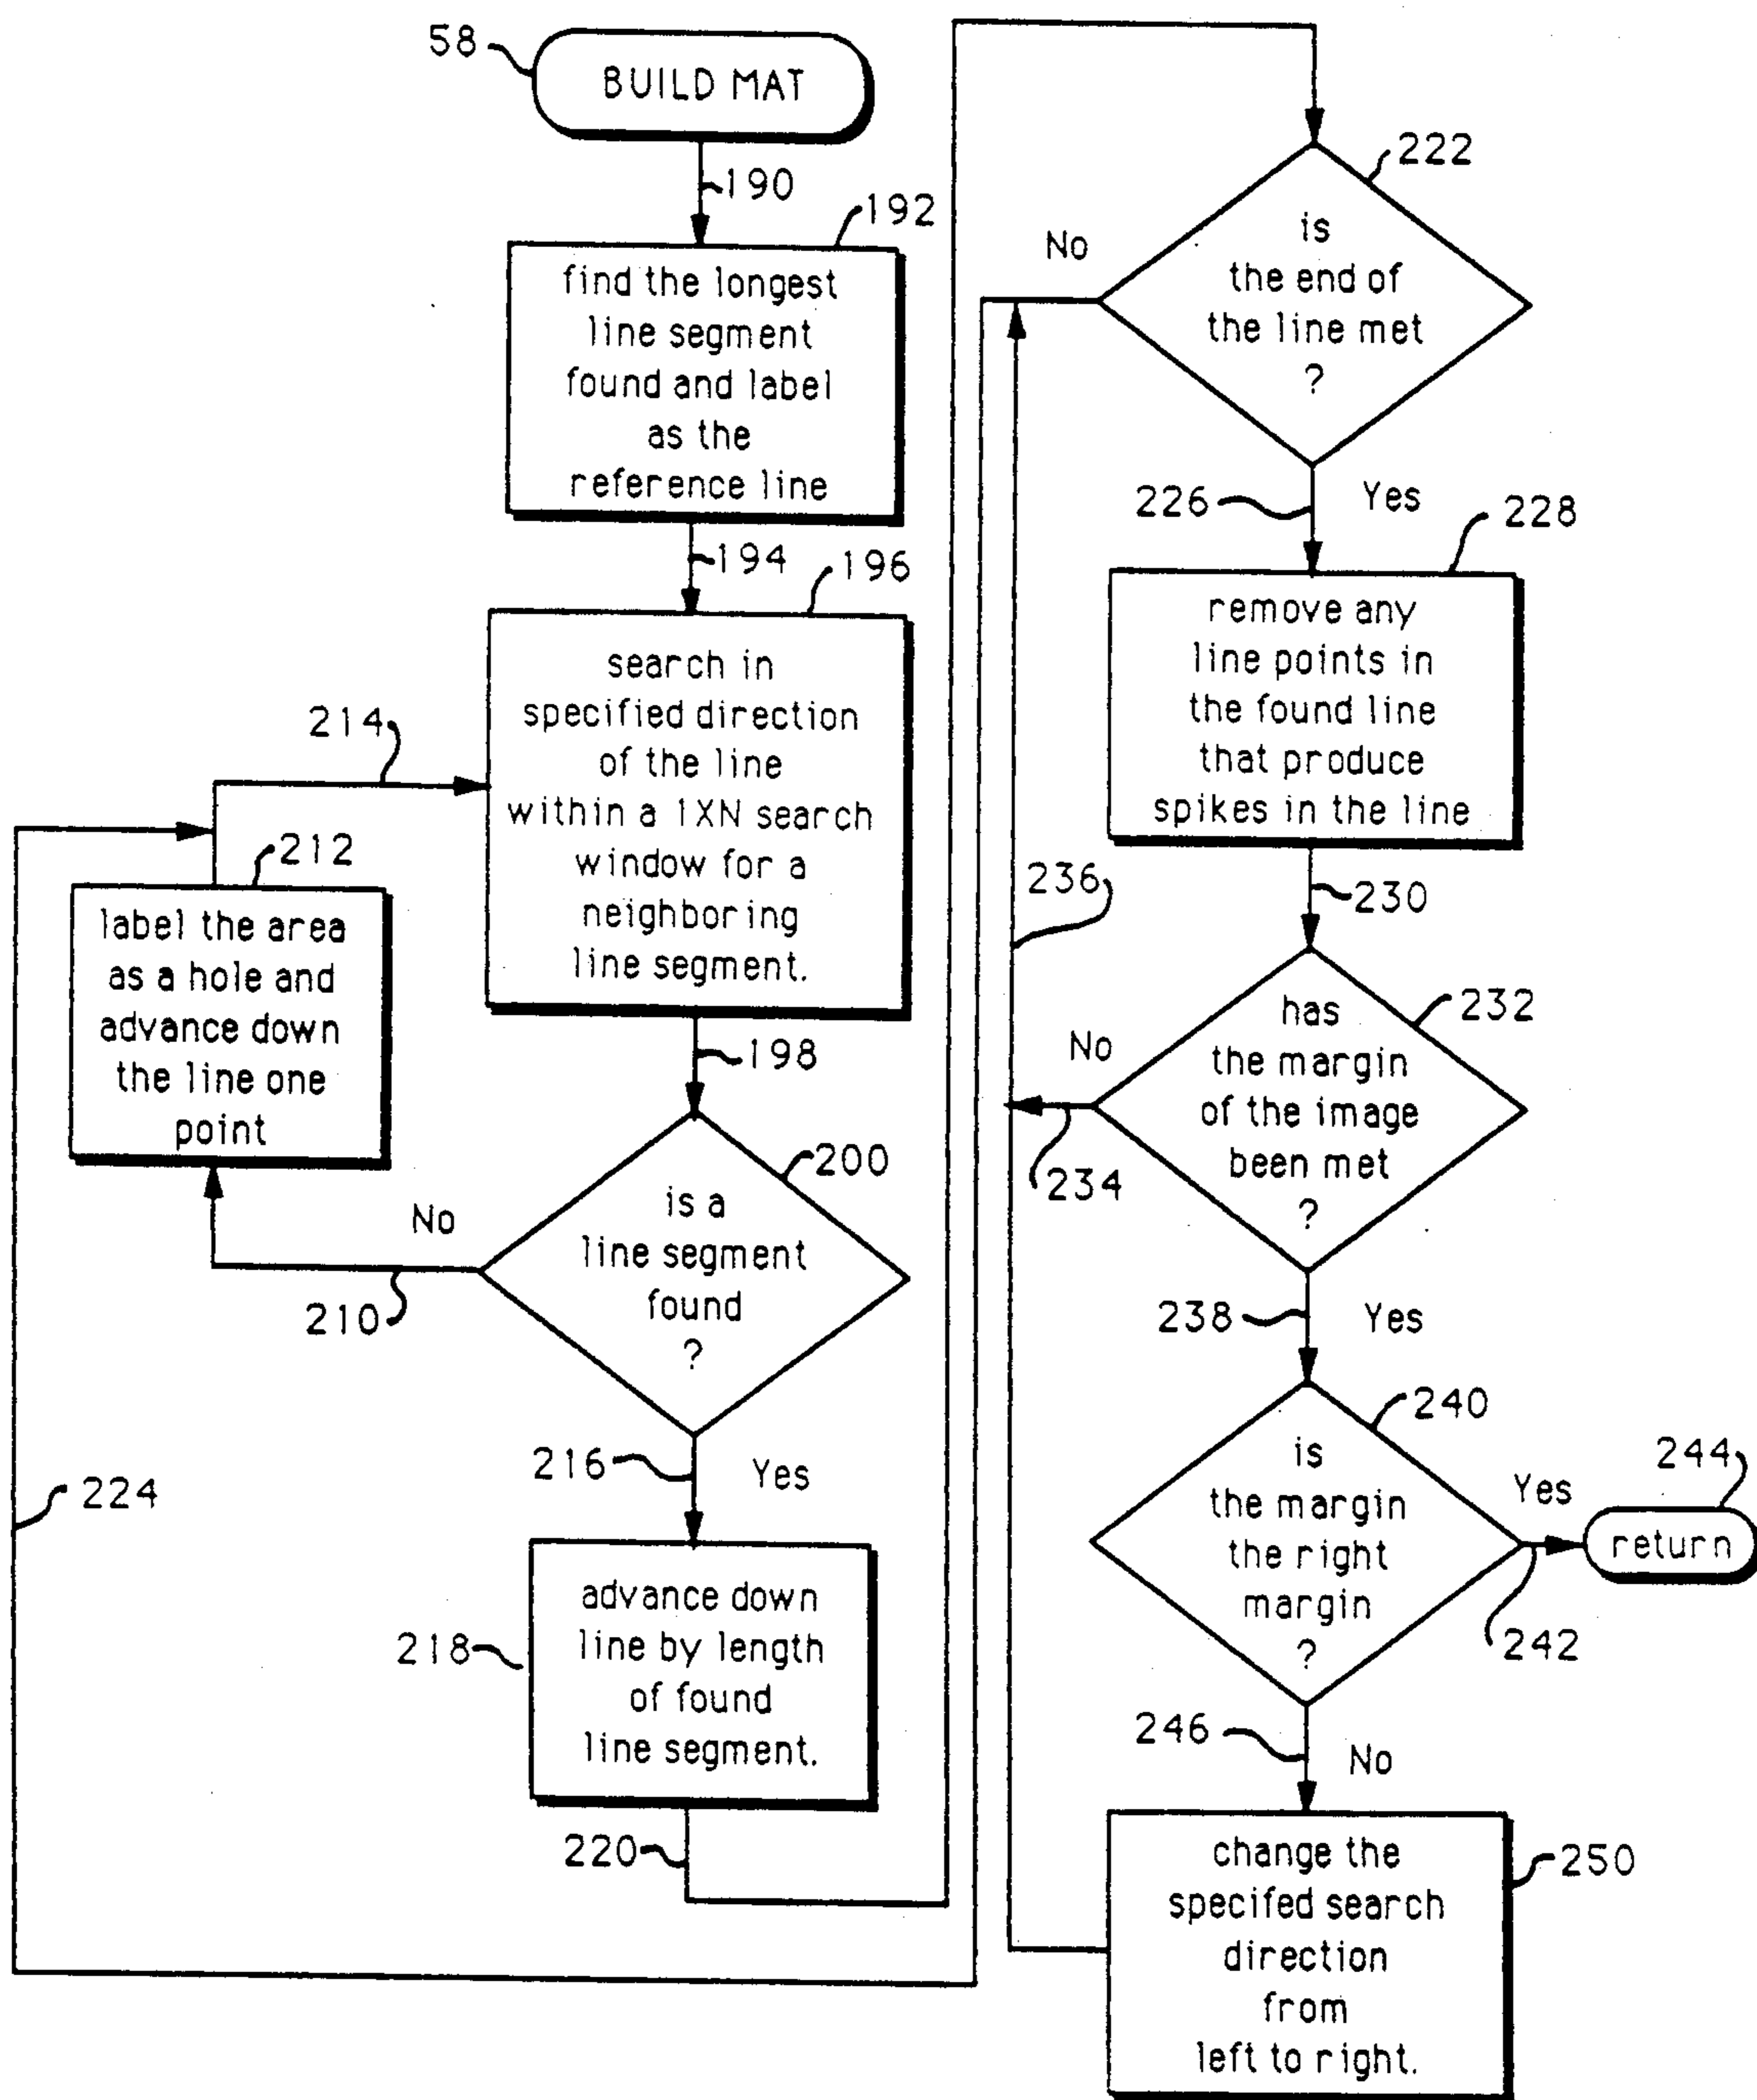 58
BUILD MAT
190
192
find the longest
line segment
found and label
as the
reference line
194
196
search in
specified direction
of the line
within a 1XN search
window for a
neighboring
line segment.
214
212
label the area
as a hole and
advance down
the line one
point
198
200
is a
line segment
found
?
No
210
216
Yes
224
218
advance down
line by length
of found
line segment.
220
222
is
the end of
the line met
?
No
226
Yes
228
remove any
line points in
the found line
that produce
spikes in the line
236
230
232
has
the margin
of the image
been met
?
No
234
238
Yes
240
is
the margin
the right
margin
?
Yes
244
return
242
246
No
250
change the
specifed search
direction
from
left to right.